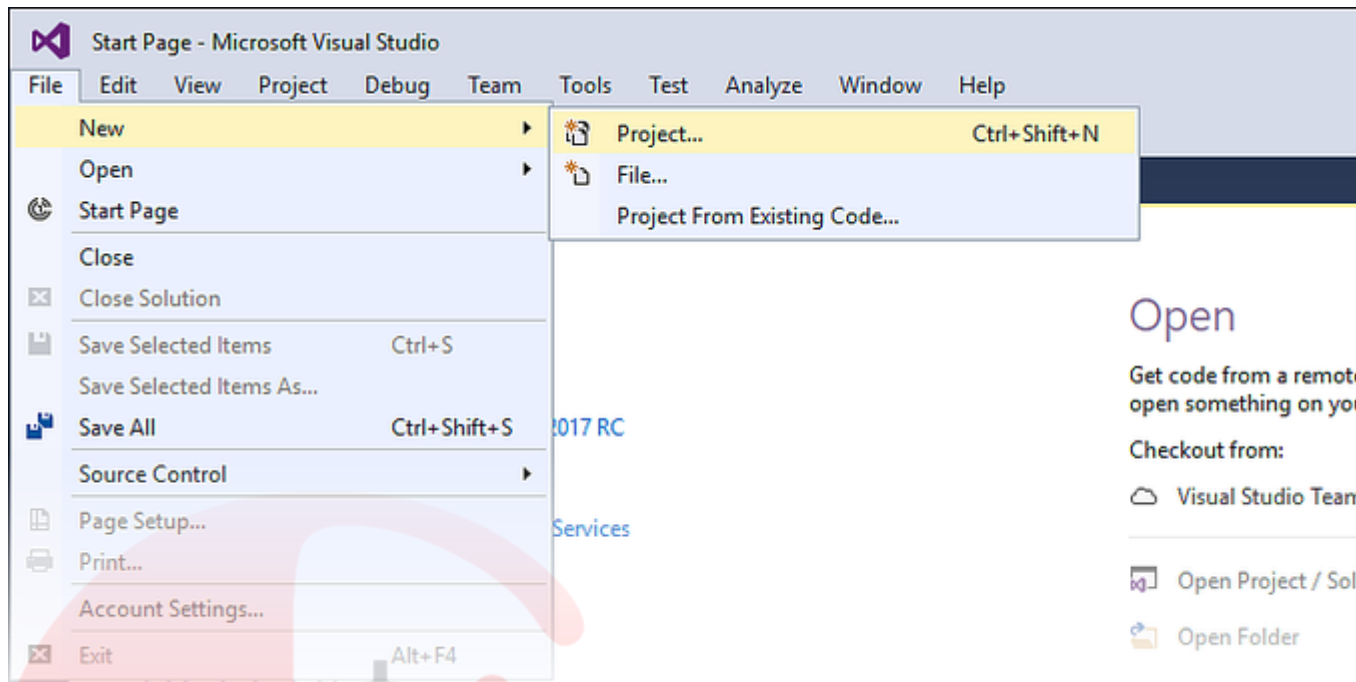 Start Page - Microsoft Visual Studio
File Edit View Project Debug Team Tools Test Analyze Window Help
New
Open
Start Page
Close
Close Solution
Save Selected Items Ctrl+S
Save Selected Items As...
Save All Ctrl+Shift+S
Source Control
Page Setup...
Print...
Account Settings...
Exit Alt+F4
Project... Ctrl+Shift+N
File...
Project From Existing Code...
2017 RC
Services
Open
Get code from a remote
open something on you
Checkout from:
Visual Studio Team
Open Project / Sol
Open Folder